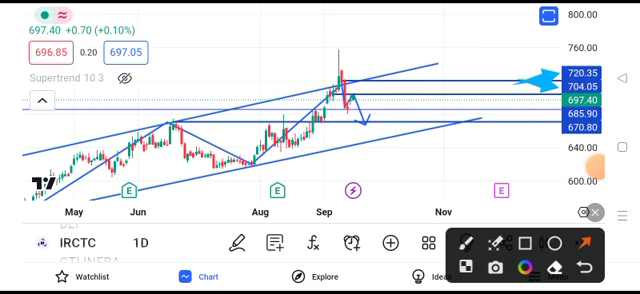 697.40 +0.70 (+0.10%)
696.85 0.20 697.05
Supertrend 10 3
800.00
760.00
720.35
704.05
697.40
685.90
670.80
640.00
600.00
E E E
May Jun Aug Sep Nov
IRCTC 1D
Watchlist Chart Explore Ideas Menu